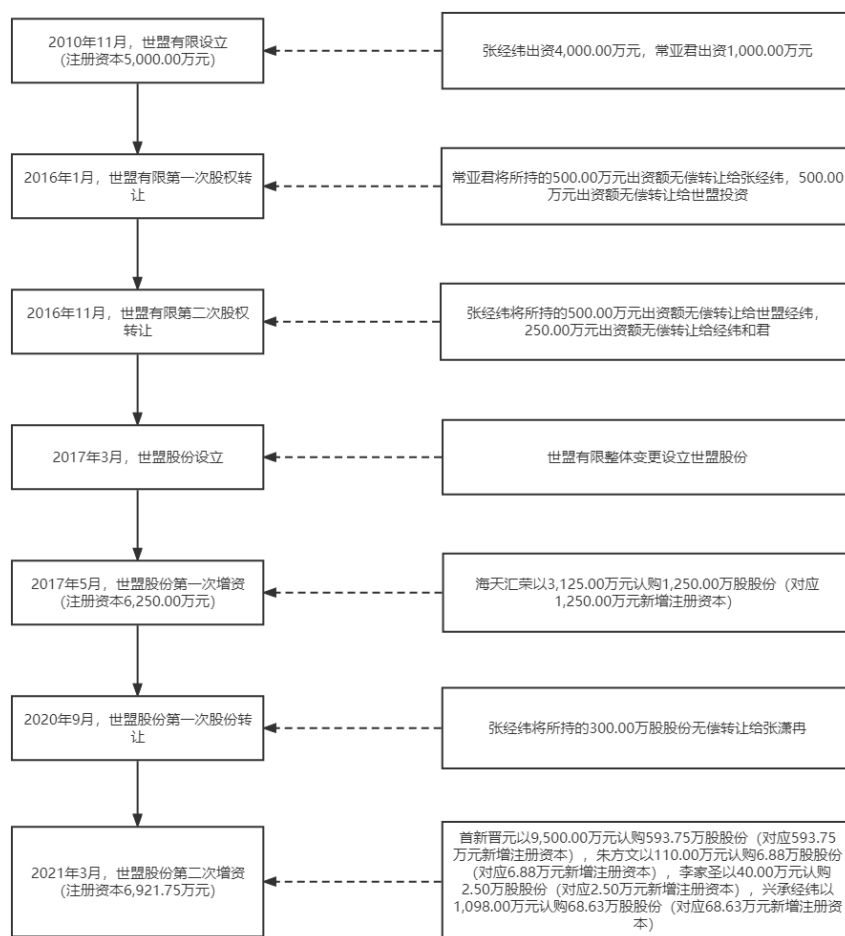 2010年11月，世盟有限设立
(注册资本5,000.00万元)
张经纬出资4,000.00万元，常亚君出资1,000.00万元
2016年1月，世盟有限第一次股权转
让
常亚君将所持的500.00万元出资额无偿转让给张经纬，500.00
万元出资额无偿转让给世盟投资
2016年11月，世盟有限第二次股权
转让
张经纬将所持的500.00万元出资额无偿转让给世盟经纬，
250.00万元出资额无偿转让给经纬和君
2017年3月，世盟股份设立
世盟有限整体变更设立世盟股份
2017年5月，世盟股份第一次增资
(注册资本6,250.00万元)
海天汇荣以3,125.00万元认购1,250.00万股股份（对应
1,250.00万元新增注册资本）
2020年9月，世盟股份第一次股份转
让
张经纬将所持的300.00万股股份无偿转让给张潇冉
2021年3月，世盟股份第二次增资
(注册资本6,921.75万元)
首新晋元以9,500.00万元认购593.75万股股份（对应593.75
万元新增注册资本），朱方文以110.00万元认购6.88万股股份
（对应6.88万元新增注册资本），李家圣以40.00万元认购
2.50万股股份（对应2.50万元新增注册资本），兴承经纬以
1,098.00万元认购68.63万股股份（对应68.63万元新增注册资
本）